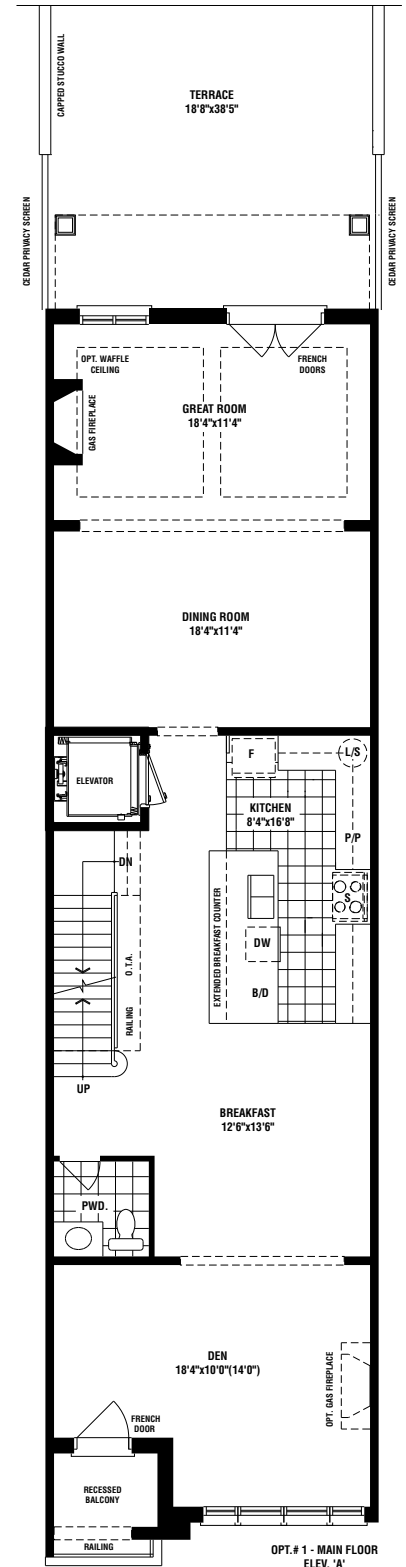 CAPPED STUCCO WALL
TERRACE
18'8"x38'5"
CEDAR PRIVACY SCREEN
CEDAR PRIVACY SCREEN
OPT. WAFFLE
CEILING
FRENCH
DOORS
GAS FIREPLACE
GREAT ROOM
18'4"x11'4"
DINING ROOM
18'4"x11'4"
ELEVATOR
F
L/S
KITCHEN
8'4"x16'8"
P/P
DN
S
EXTENDED BREAKFAST COUNTER
O.T.A.
RAILING
DW
B/D
UP
BREAKFAST
12'6"x13'6"
PWD.
DEN
18'4"x10'0"(14'0")
OPT. GAS FIREPLACE
FRENCH
DOOR
RECESSED
BALCONY
RAILING
OPT.# 1 - MAIN FLOOR
ELEV. 'A'